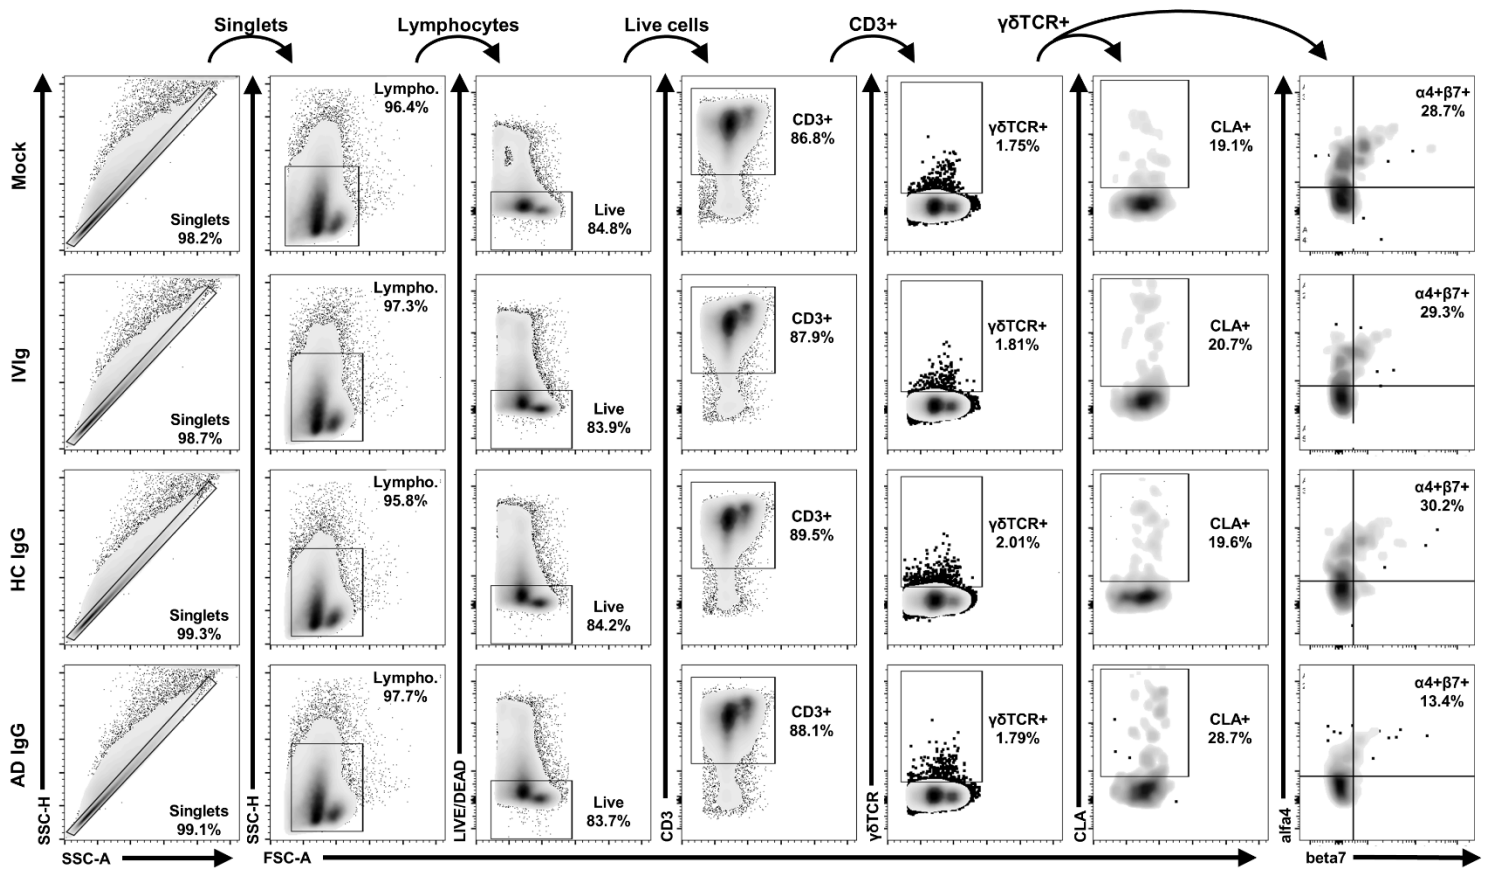 Singlets
Lymphocytes
Live cells
CD3+
γδTCR+
Mock
Singlets
98.2%
Lympho.
96.4%
Live
84.8%
CD3+
86.8%
γδTCR+
1.75%
CLA+
19.1%
α4+β7+
28.7%
IVIg
Singlets
98.7%
Lympho.
97.3%
Live
83.9%
CD3+
87.9%
γδTCR+
1.81%
CLA+
20.7%
α4+β7+
29.3%
HC IgG
Singlets
99.3%
Lympho.
95.8%
Live
84.2%
CD3+
89.5%
γδTCR+
2.01%
CLA+
19.6%
α4+β7+
30.2%
AD IgG
Singlets
99.1%
Lympho.
97.7%
Live
83.7%
CD3+
88.1%
γδTCR+
1.79%
CLA+
28.7%
α4+β7+
13.4%
SSC-H
SSC-H
LIVE/DEAD
CD3
γδTCR
CLA
alfa4
SSC-A
FSC-A
beta7